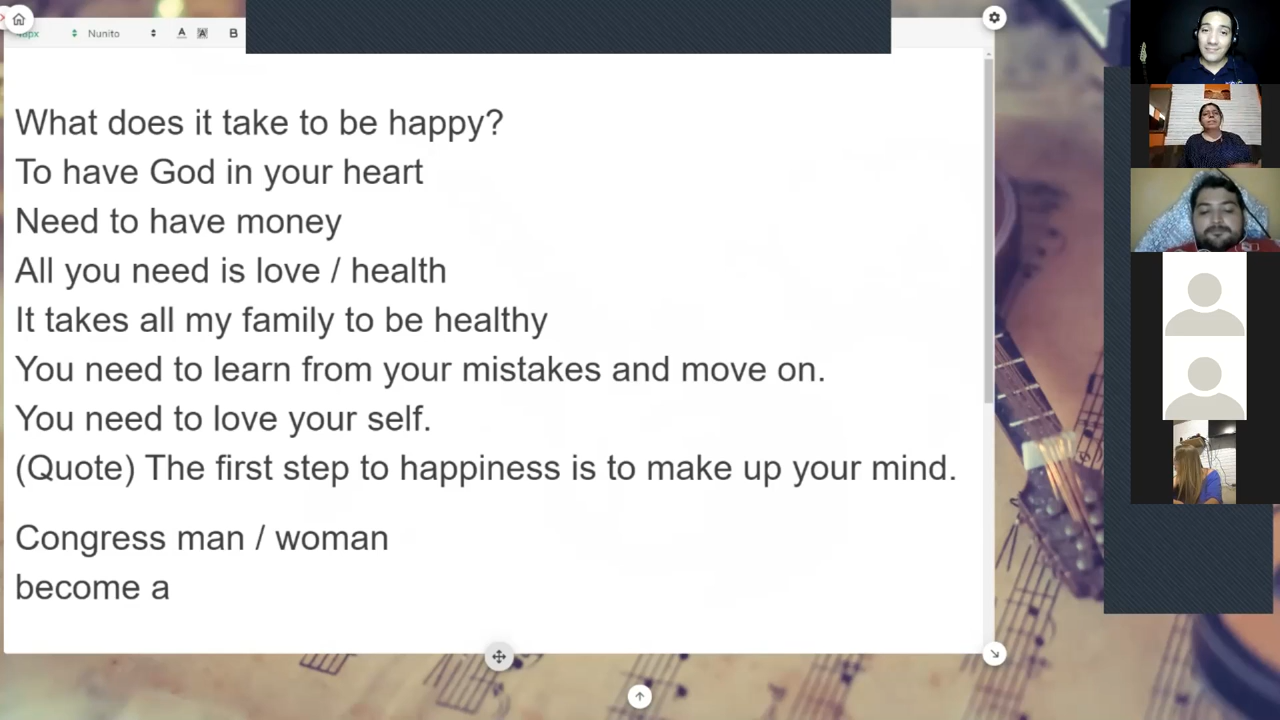 Nunito
A
A
B
What does it take to be happy?
To have God in your heart
Need to have money
All you need is love / health
It takes all my family to be healthy
You need to learn from your mistakes and move on.
You need to love your self.
(Quote) The first step to happiness is to make up your mind.
Congress man / woman
become a